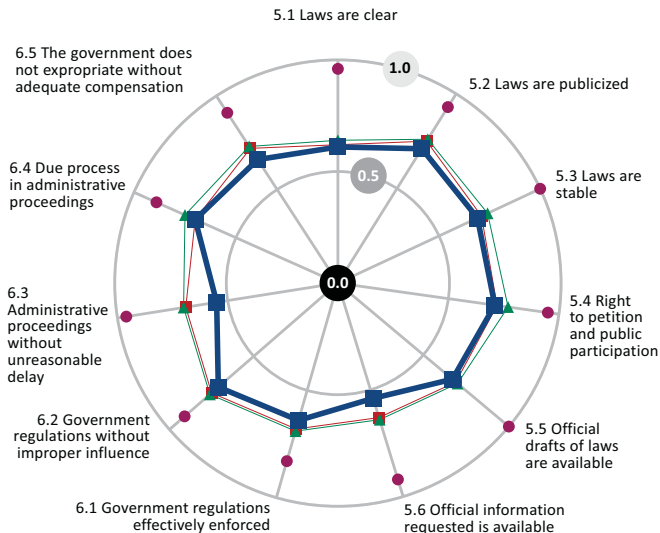 5.1 Laws are clear
1.0
5.2 Laws are publicized
0.5
5.3 Laws are
stable
0.0
5.4 Right
to petition
and public
participation
5.5 Official
drafts of laws
are available
5.6 Official information
requested is available
6.1 Government regulations
effectively enforced
6.2 Government
regulations without
improper influence
6.3
Administrative
proceedings
without
unreasonable
delay
6.4 Due process
in administrative
proceedings
6.5 The government does
not expropriate without
adequate compensation